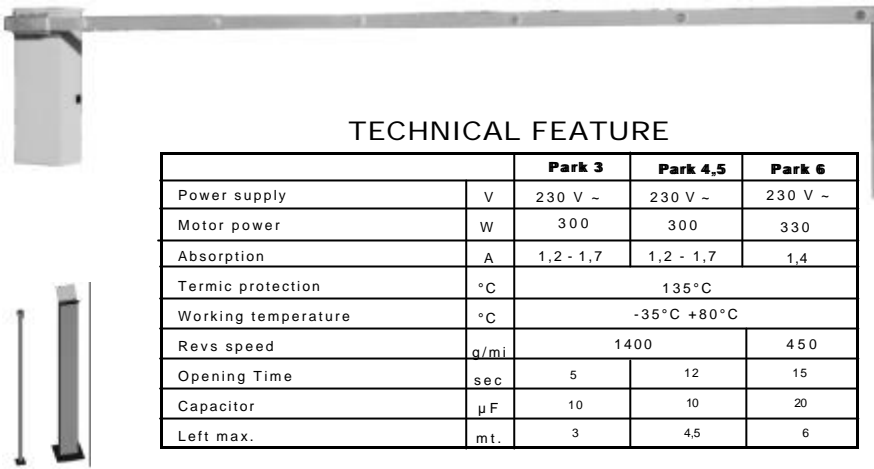 TECHNICAL FEATURE
Park 3 Park 4,5 Park 6
Power supply V 230 V ~ 230 V ~ 230 V ~
Motor power W 300 300 330
Absorption A 1,2 - 1,7 1,2 - 1,7 1,4
Termic protection °C 135°C
Working temperature °C -35°C +80°C
Revs speed g/mi 1400 450
Opening Time sec 5 12 15
Capacitor µF 10 10 20
Left max. mt. 3 4,5 6